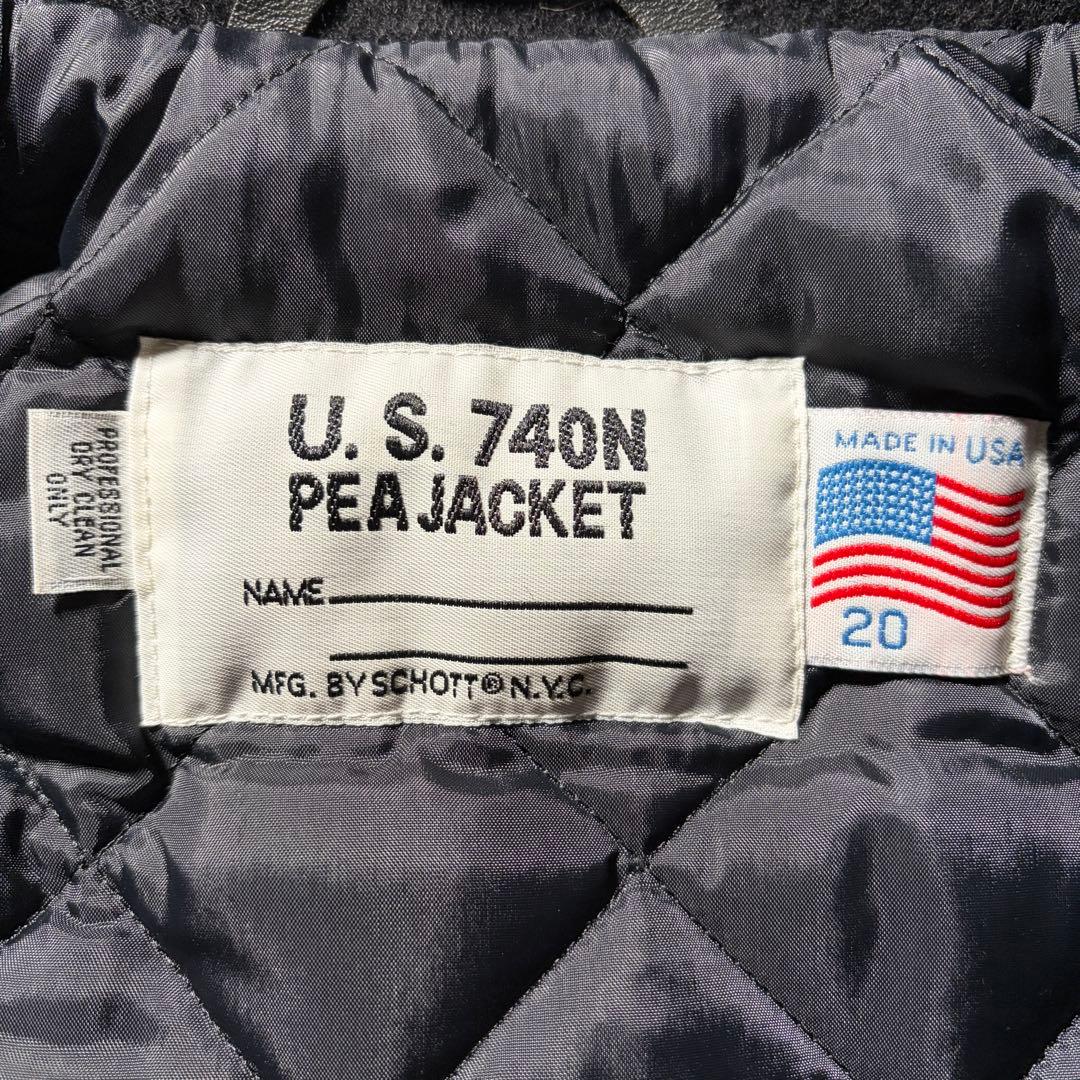 PROFESSIONAL
DRY CLEAN
ONLY
U. S. 740N
PEA JACKET
NAME
MFG. BY SCHOTT® N.Y.C.
MADE IN USA
20